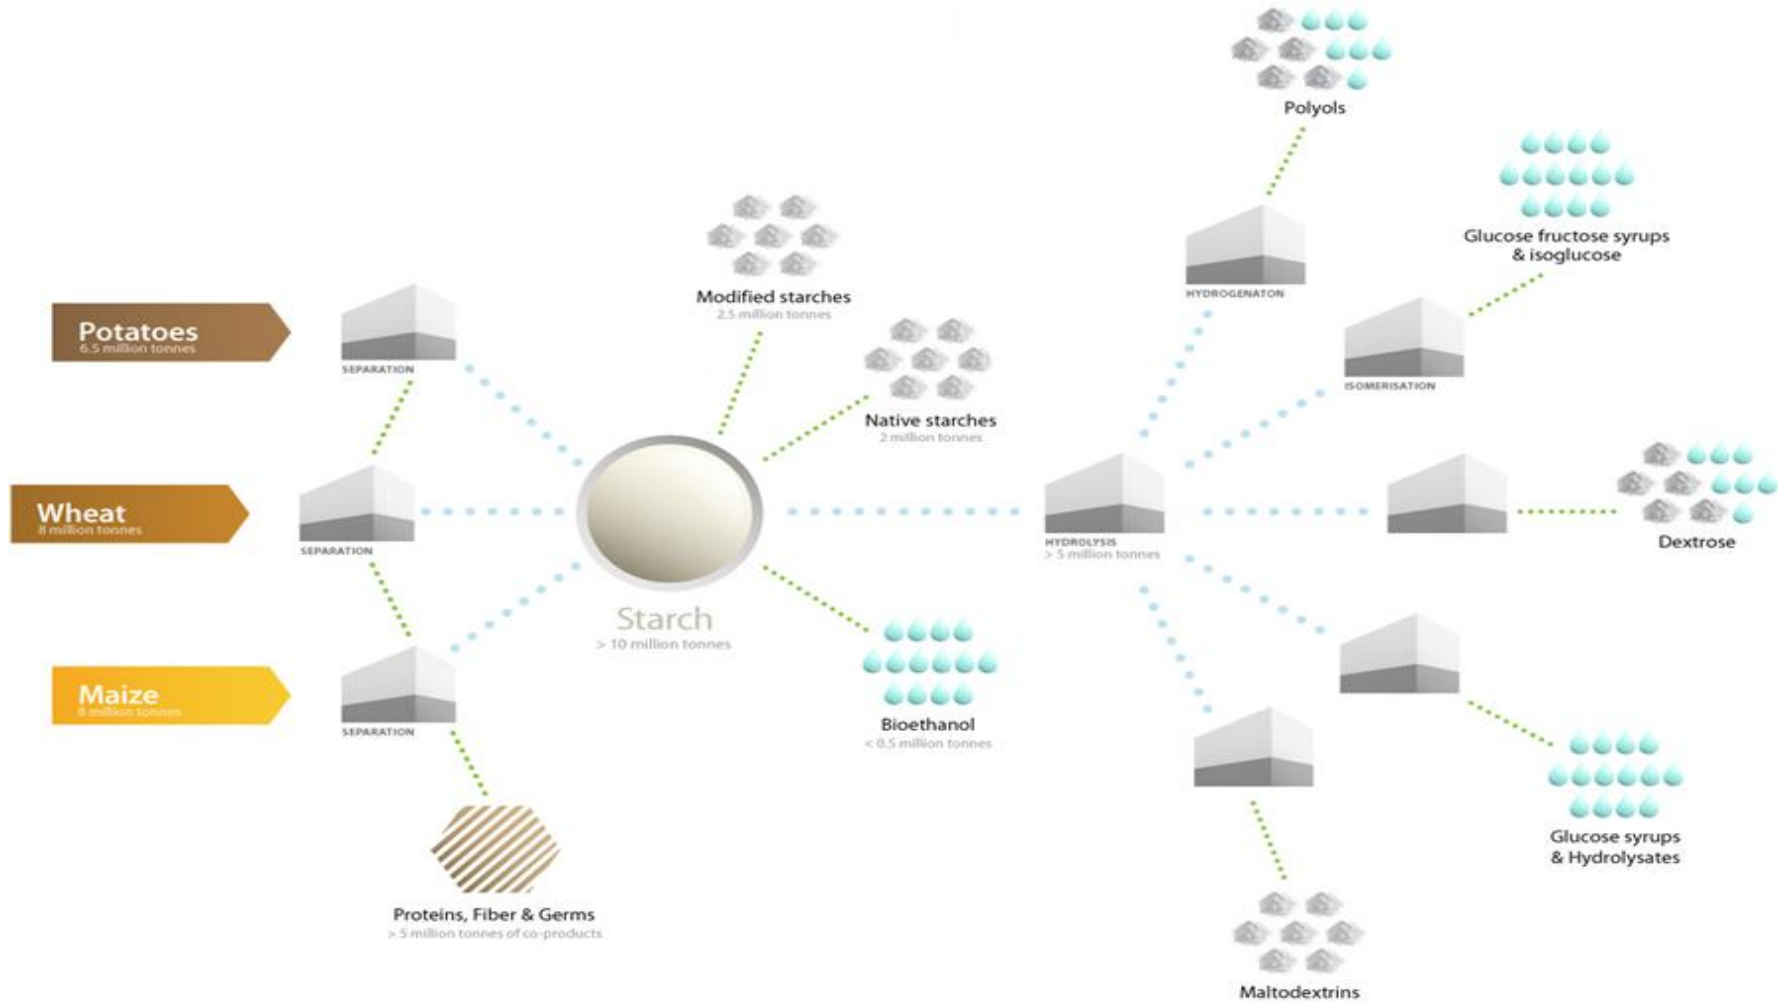 Polyols
Glucose fructose syrups
& isoglucose
HYDROGENATON
Modified starches
2.5 million tonnes
Potatoes
6.5 million tonnes
SEPARATION
ISOMERISATION
Native starches
2 million tonnes
Wheat
8 million tonnes
SEPARATION
HYDROLYSIS
> 5 million tonnes
Dextrose
Starch
> 10 million tonnes
Maize
8 million tonnes
SEPARATION
Bioethanol
< 0.5 million tonnes
Glucose syrups
& Hydrolysates
Proteins, Fiber & Germs
> 5 million tonnes of co-products
Maltodextrins